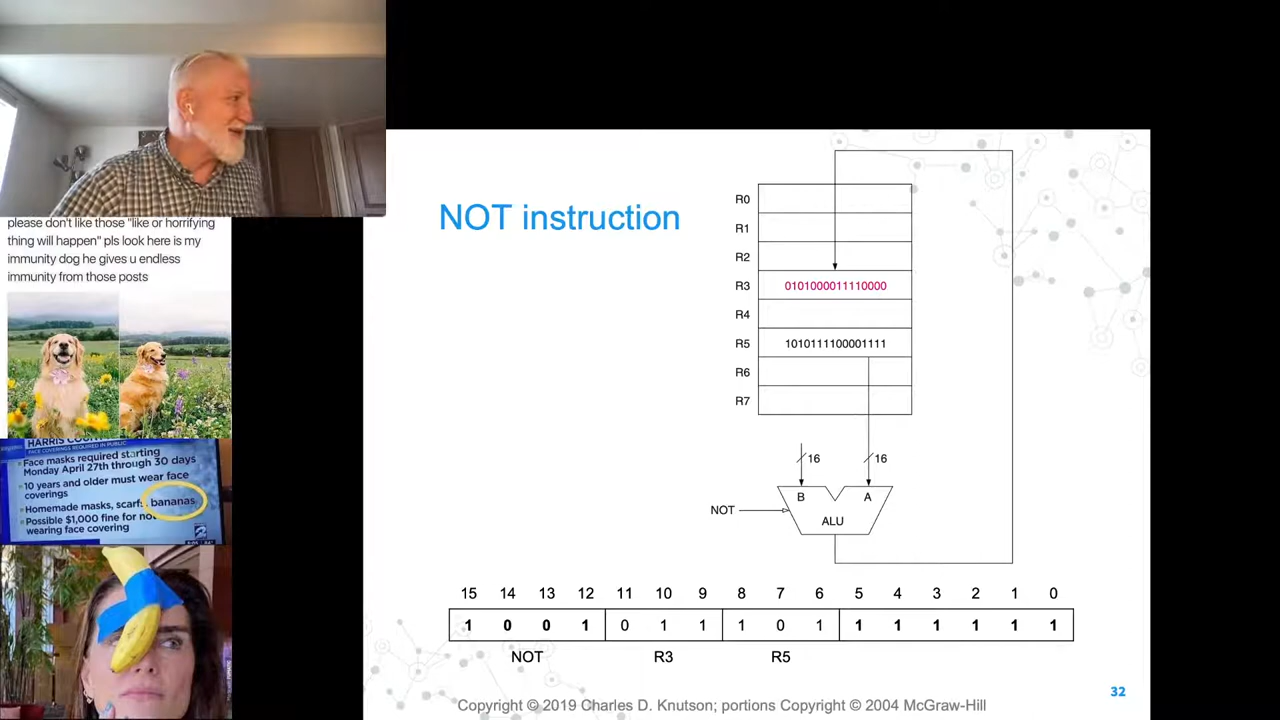 please don't like those "like or horrifying
thing will happen" pls look here is my
immunity dog he gives u endless
immunity from those posts
FACE COVERINGS REQUIRED IN PUBLIC
Face masks required starting
Monday April 27th through 30 days
10 years and older must wear face
coverings
Homemade masks, scarfs, bananas
Possible $1,000 fine for not
wearing face covering
NOT instruction
R0
R1
R2
R3 0101000011110000
R4
R5 1010111100001111
R6
R7
16 16
B A
NOT
ALU
15 14 13 12 11 10 9 8 7 6 5 4 3 2 1 0
1 0 0 1 0 1 1 1 0 1 1 1 1 1 1 1
NOT R3 R5
32
Copyright © 2019 Charles D. Knutson; portions Copyright © 2004 McGraw-Hill